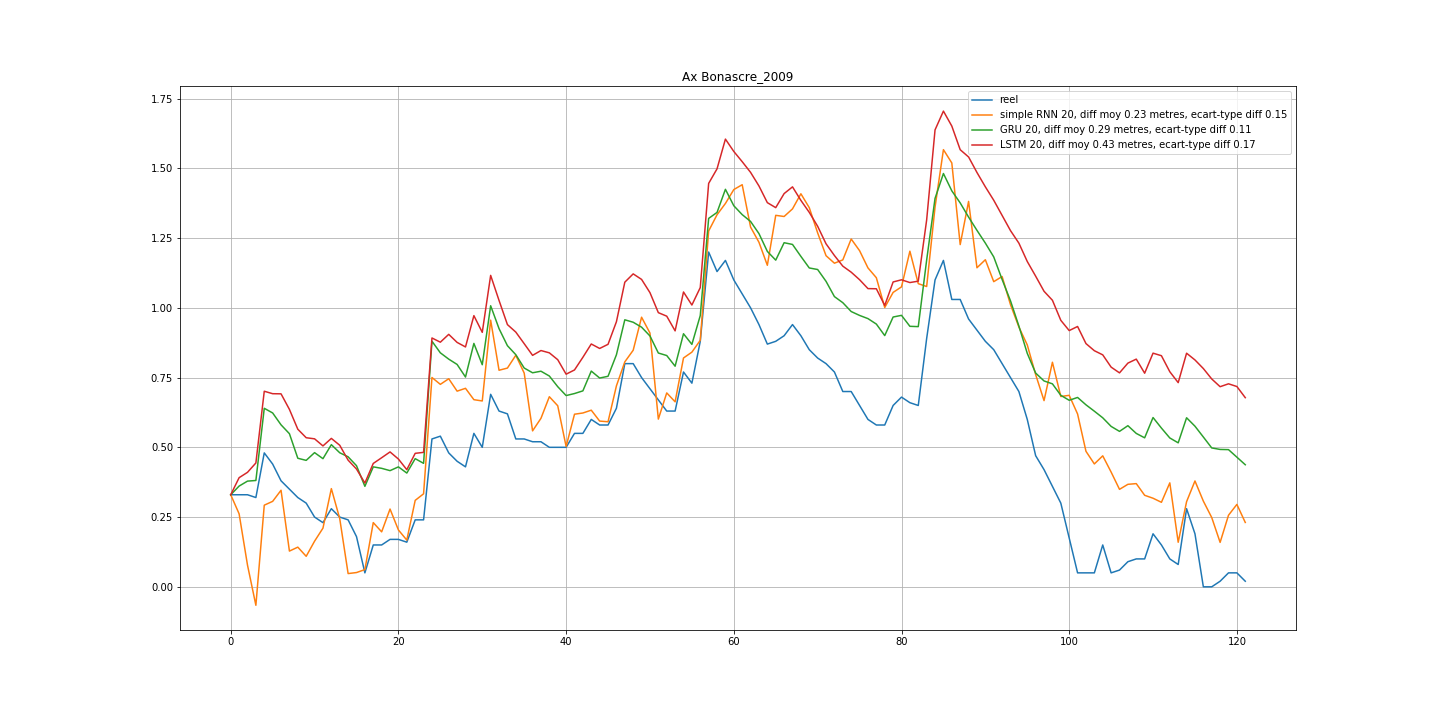 Ax Bonascre_2009
reel
simple RNN 20, diff moy 0.23 metres, ecart-type diff 0.15
GRU 20, diff moy 0.29 metres, ecart-type diff 0.11
LSTM 20, diff moy 0.43 metres, ecart-type diff 0.17
1.75
1.50
1.25
1.00
0.75
0.50
0.25
0.00
0 20 40 60 80 100 120